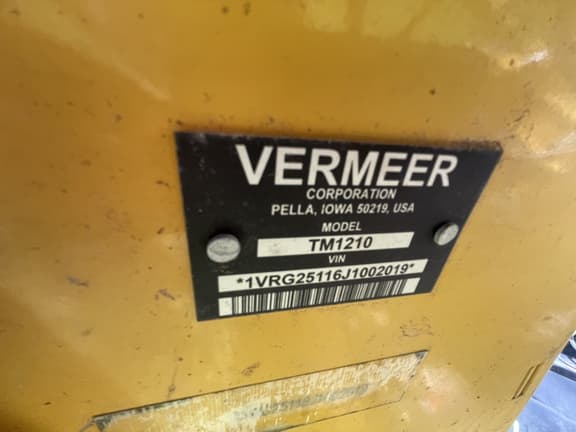 VERMEER
CORPORATION
PELLA, IOWA 50219, USA
MODEL
TM1210
VIN
*1VRG25116J1002019*